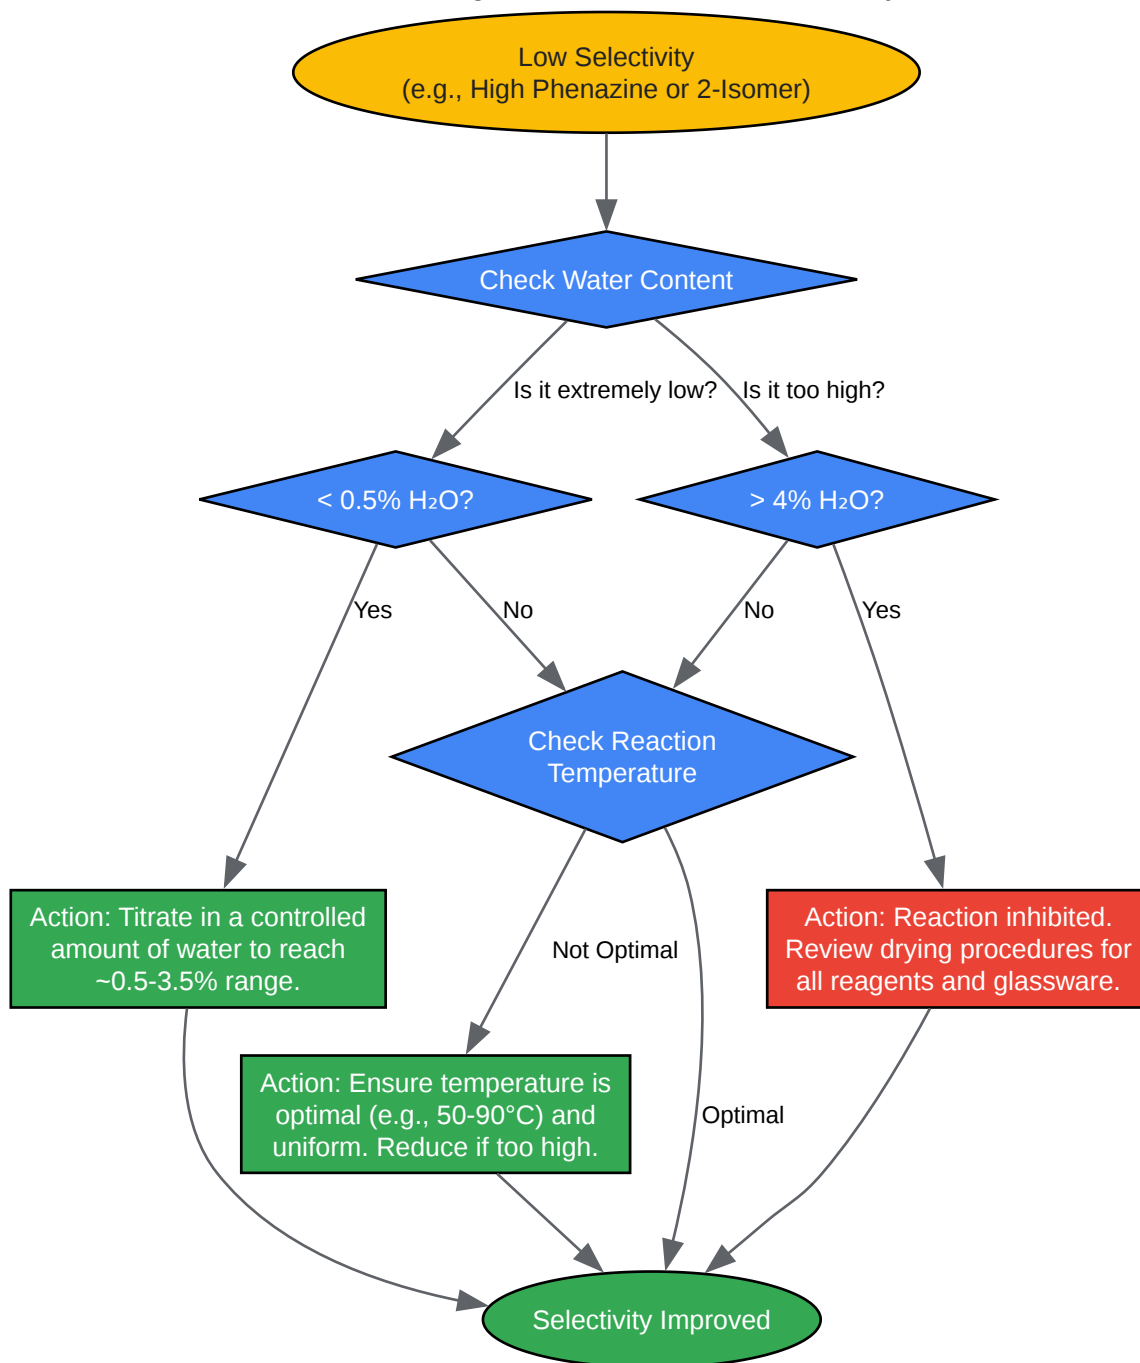 Low Selectivity
(e.g., High Phenazine or 2-Isomer)
Check Water Content
Is it extremely low?
Is it too high?
< 0.5% H₂O?
> 4% H₂O?
Yes
No
No
Yes
Check Reaction
Temperature
Action: Titrate in a controlled
amount of water to reach
~0.5-3.5% range.
Not Optimal
Action: Reaction inhibited.
Review drying procedures for
all reagents and glassware.
Action: Ensure temperature is
optimal (e.g., 50-90°C) and
uniform. Reduce if too high.
Optimal
Selectivity Improved